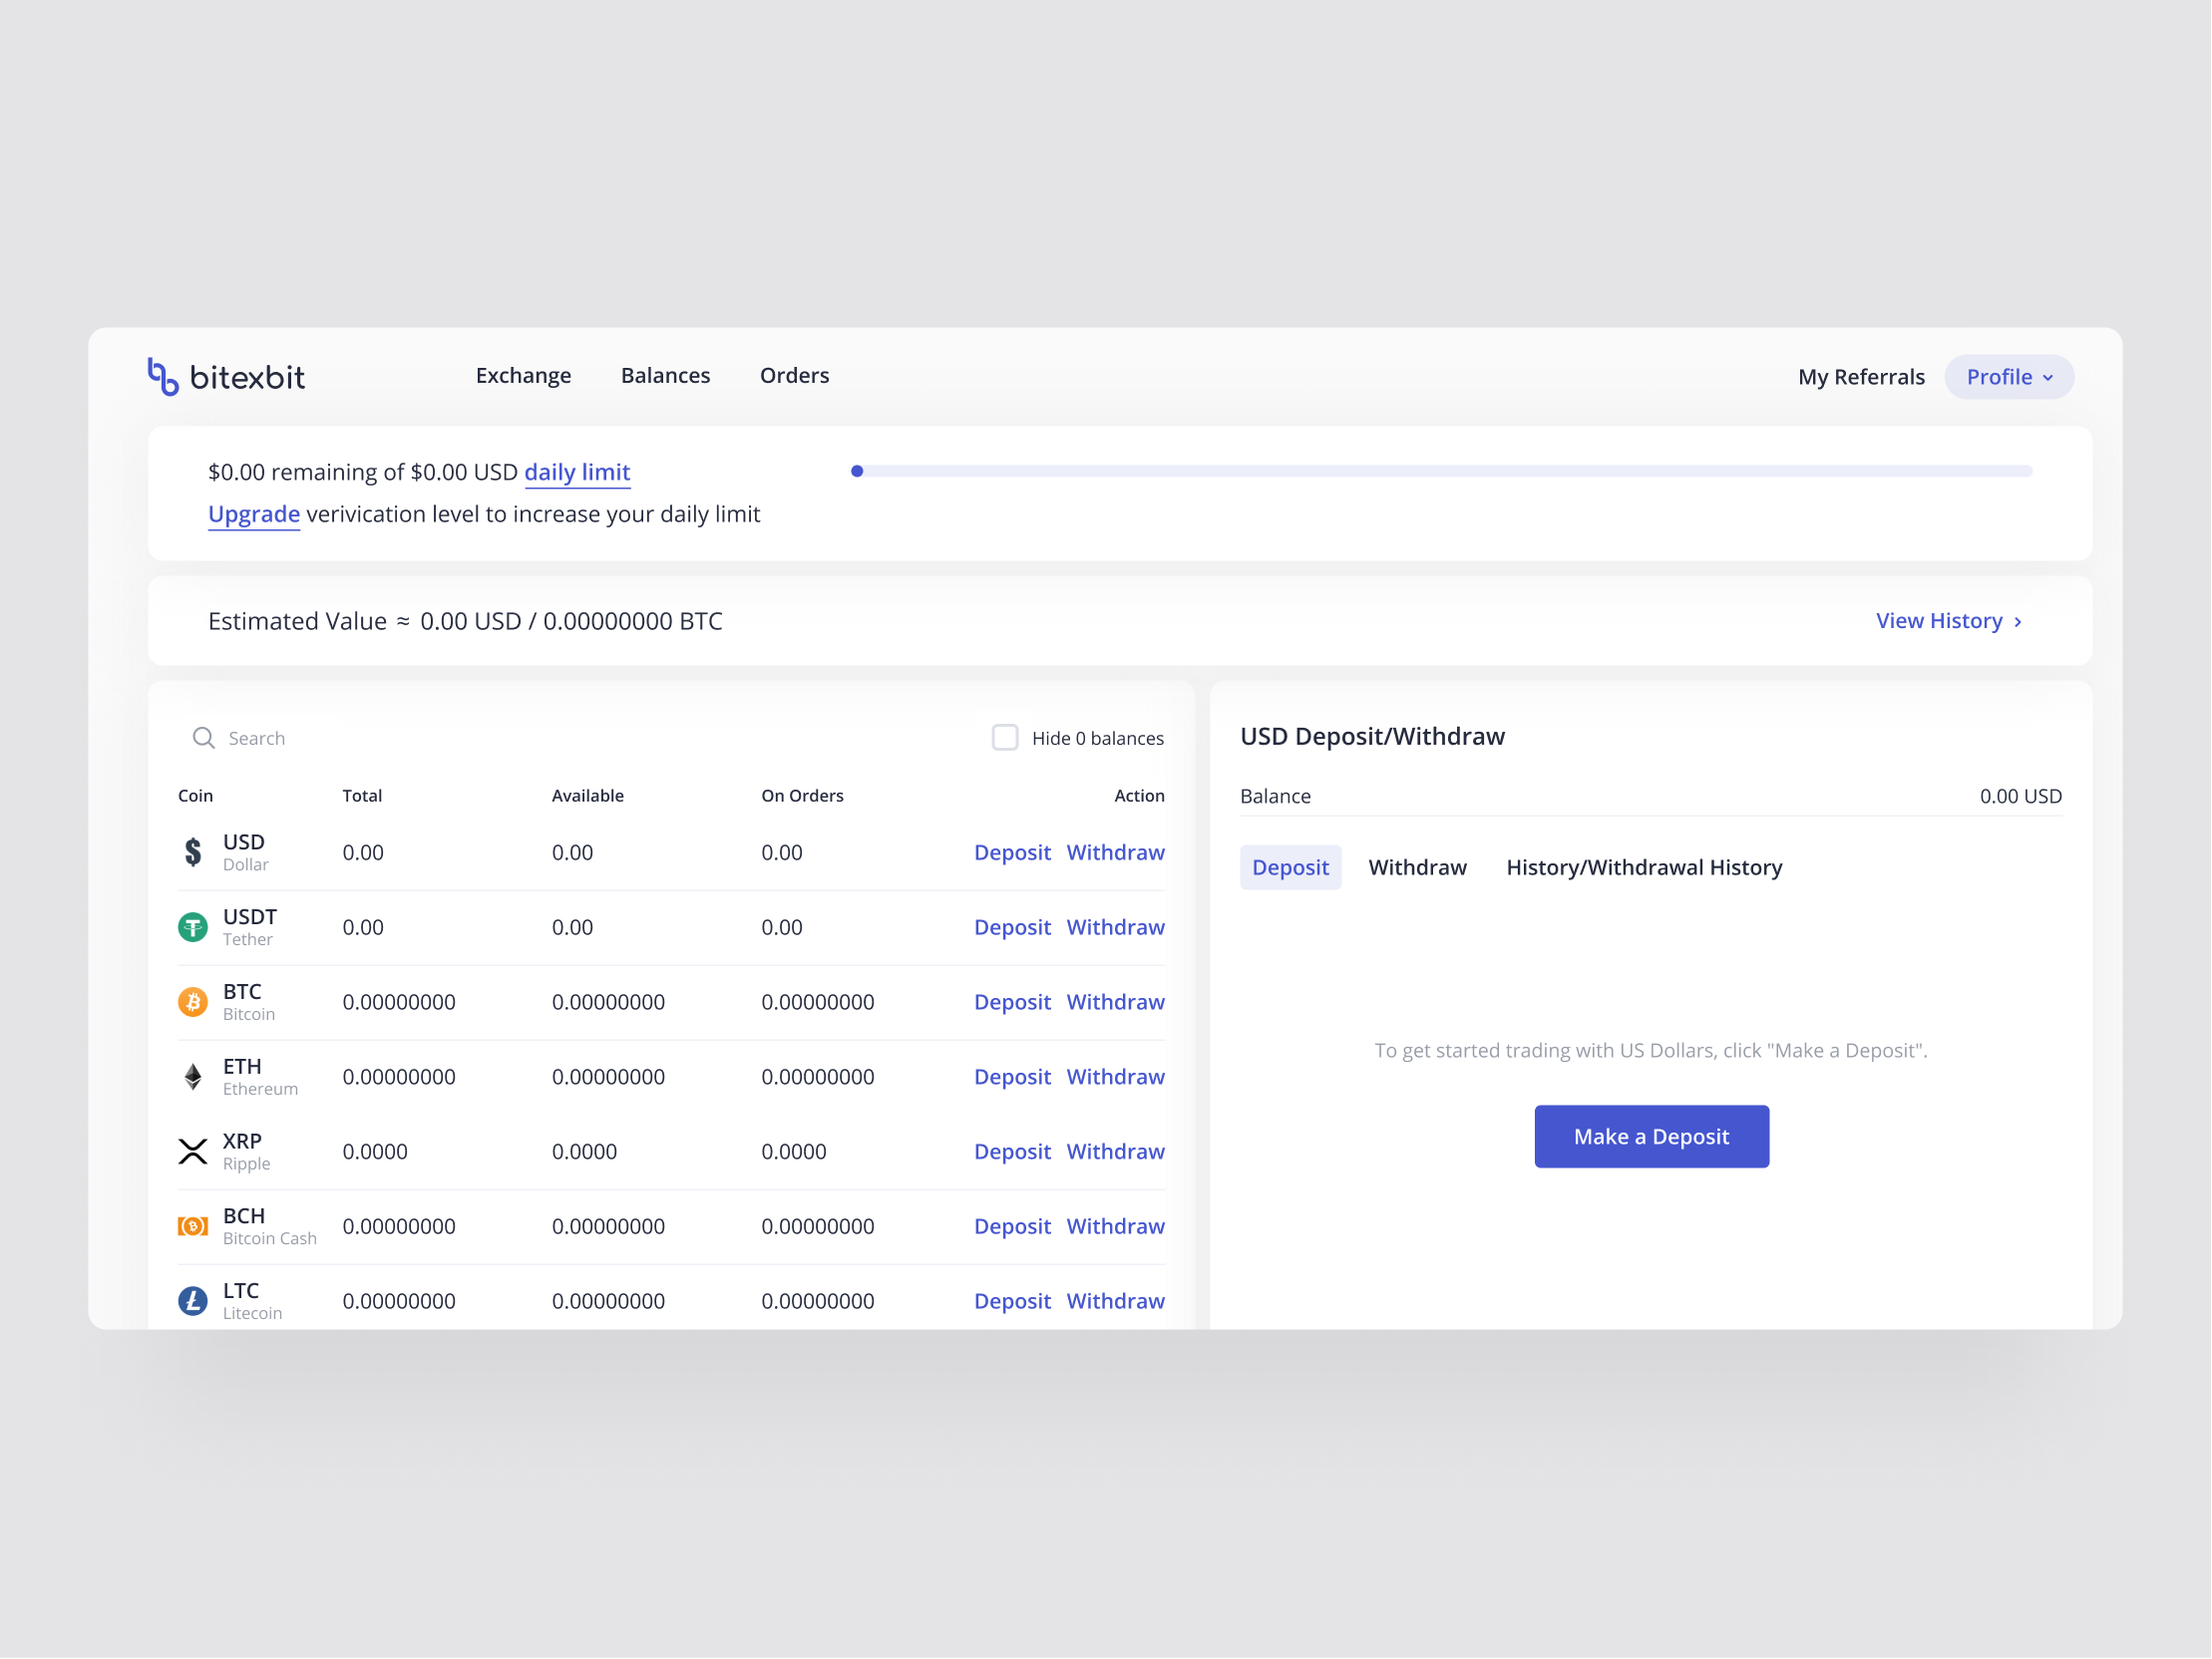 bitexbit Exchange Balances Orders My Referrals Profile
$0.00 remaining of $0.00 USD daily limit
Upgrade verivication level to increase your daily limit
Estimated Value ≈ 0.00 USD / 0.00000000 BTC View History
Search Hide 0 balances
Coin Total Available On Orders Action
USD
Dollar
0.00 0.00 0.00 Deposit Withdraw
USDT
Tether
0.00 0.00 0.00 Deposit Withdraw
BTC
Bitcoin
0.00000000 0.00000000 0.00000000 Deposit Withdraw
ETH
Ethereum
0.00000000 0.00000000 0.00000000 Deposit Withdraw
XRP
Ripple
0.0000 0.0000 0.0000 Deposit Withdraw
BCH
Bitcoin Cash
0.00000000 0.00000000 0.00000000 Deposit Withdraw
LTC
Litecoin
0.00000000 0.00000000 0.00000000 Deposit Withdraw
USD Deposit/Withdraw
Balance 0.00 USD
Deposit Withdraw History/Withdrawal History
To get started trading with US Dollars, click "Make a Deposit".
Make a Deposit